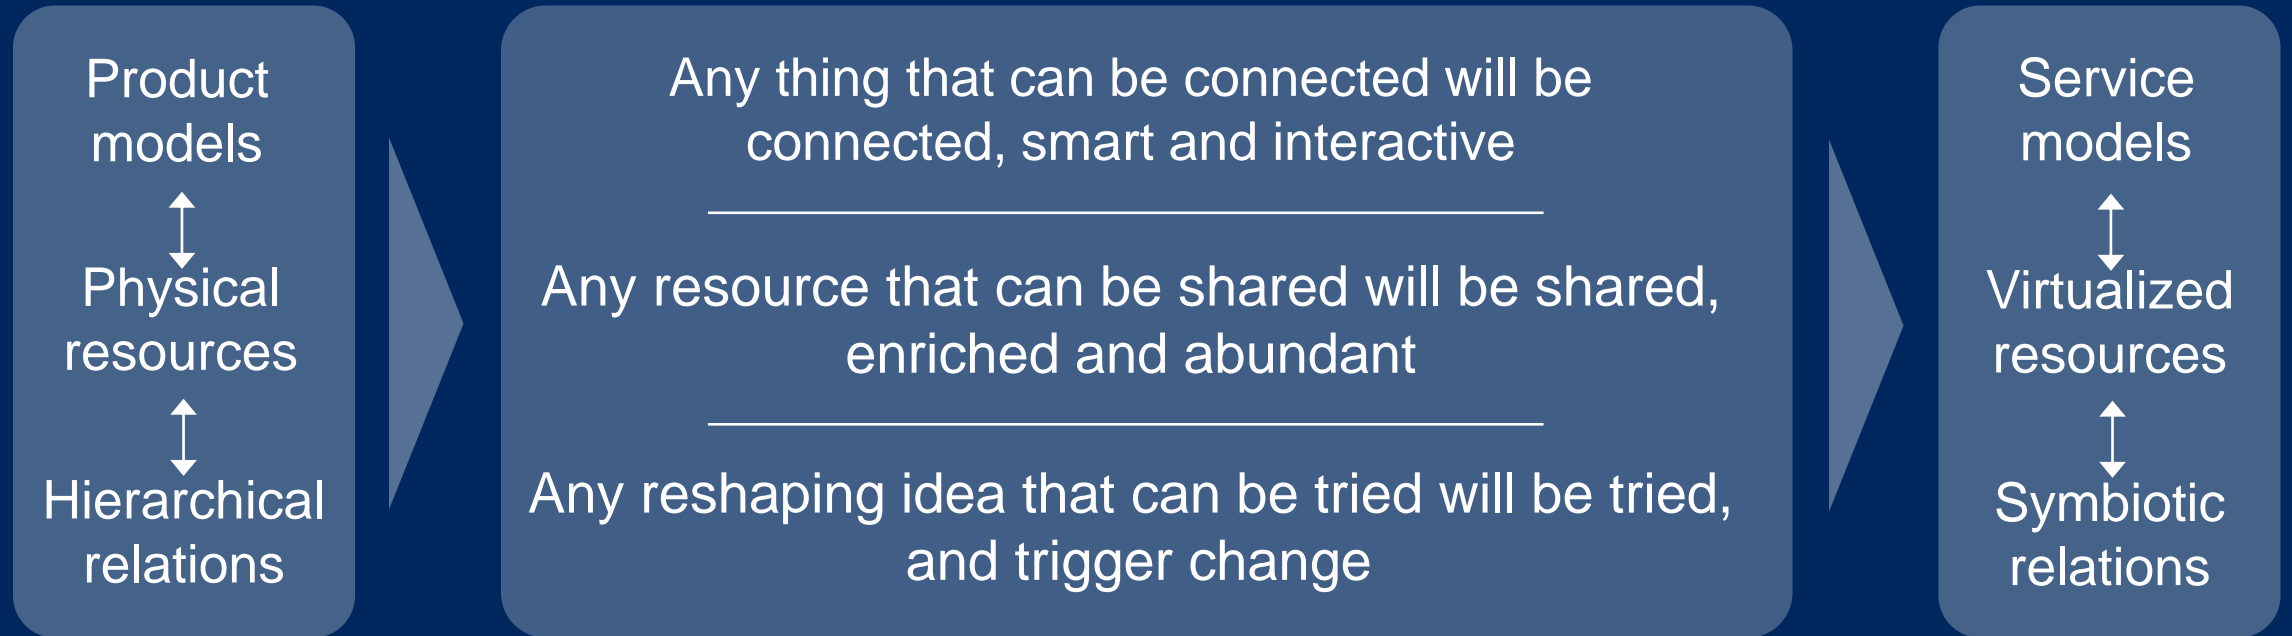 Product
models
Physical
resources
Hierarchical
relations
Any thing that can be connected will be
connected, smart and interactive
Any resource that can be shared will be shared,
enriched and abundant
Any reshaping idea that can be tried will be tried,
and trigger change
Service
models
Virtualized
resources
Symbiotic
relations